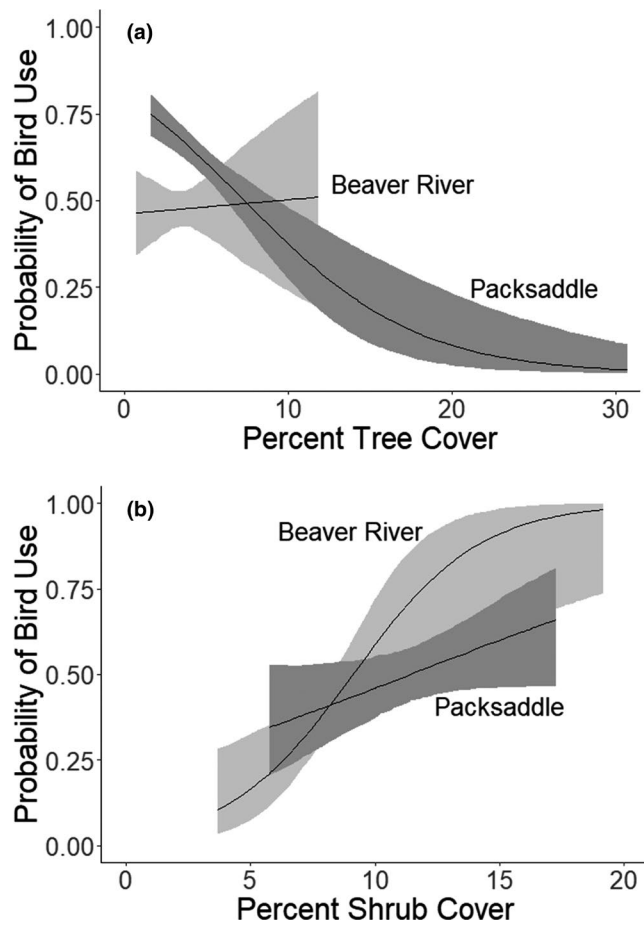 (a)
Probability of Bird Use
1.00
0.75
0.50
0.25
0.00
Beaver River
Packsaddle
0
10
20
30
Percent Tree Cover
(b)
Probability of Bird Use
1.00
0.75
0.50
0.25
0.00
Beaver River
Packsaddle
0
5
10
15
20
Percent Shrub Cover